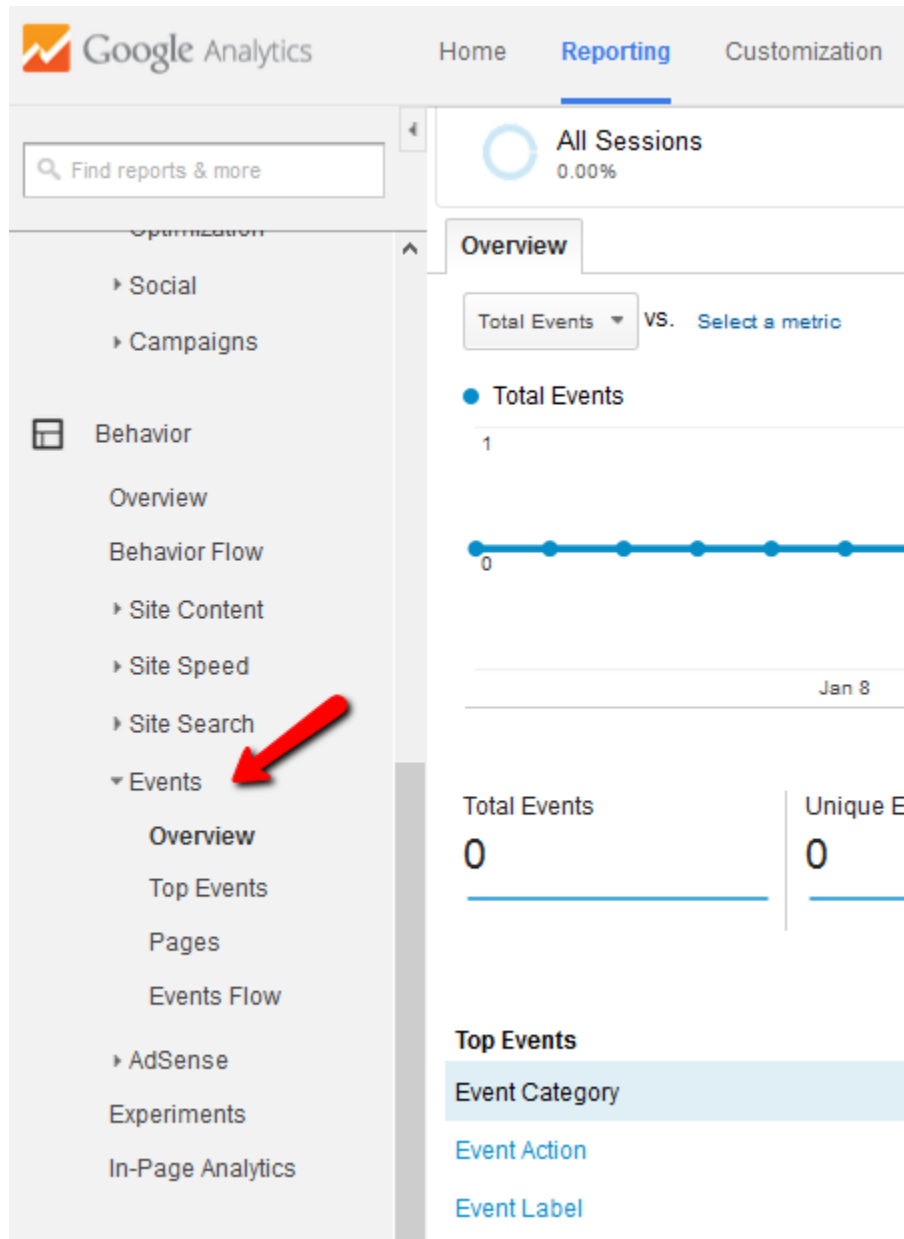 Google Analytics
Home Reporting Customization
Find reports & more
Optimization
Social
Campaigns
Behavior
Overview
Behavior Flow
Site Content
Site Speed
Site Search
Events
Overview
Top Events
Pages
Events Flow
AdSense
Experiments
In-Page Analytics
All Sessions
0.00%
Overview
Total Events VS. Select a metric
Total Events
1
0
Jan 8
Total Events Unique E
0 0
Top Events
Event Category
Event Action
Event Label